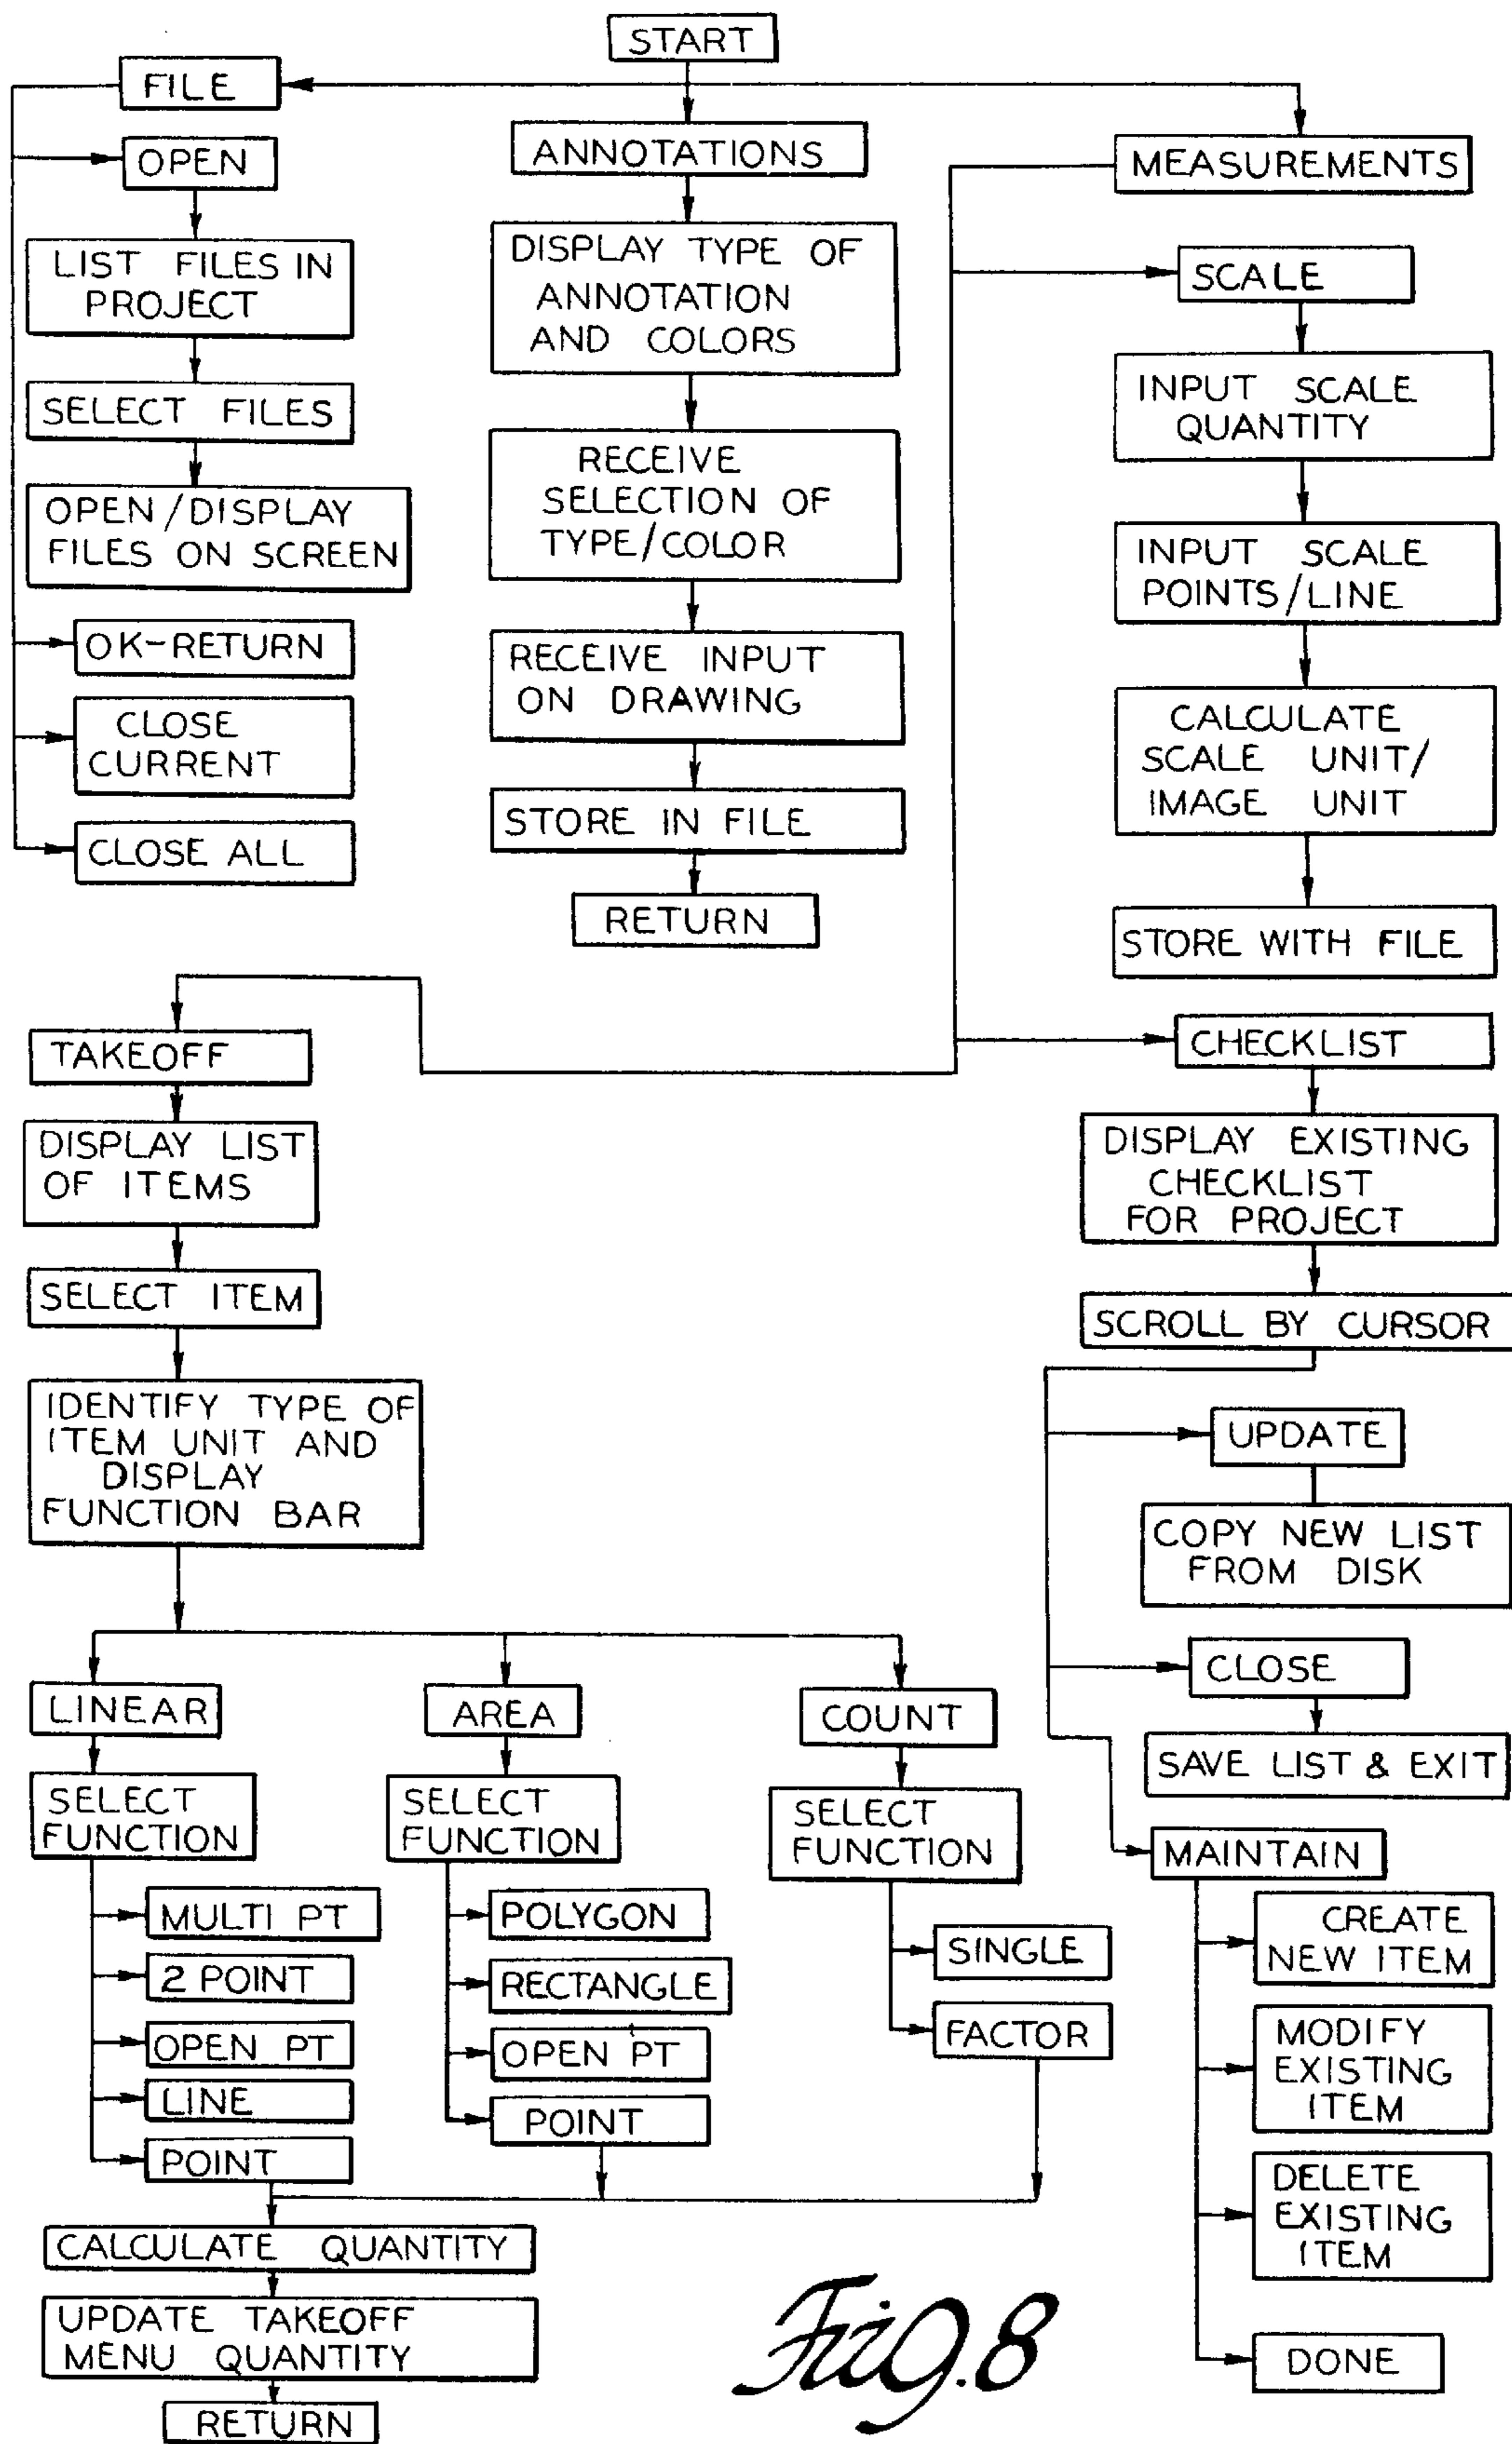 START
FILE
OPEN
LIST FILES IN
PROJECT
SELECT FILES
OPEN/DISPLAY
FILES ON SCREEN
OK-RETURN
CLOSE
CURRENT
CLOSE ALL
ANNOTATIONS
DISPLAY TYPE OF
ANNOTATION
AND COLORS
RECEIVE
SELECTION OF
TYPE/COLOR
RECEIVE INPUT
ON DRAWING
STORE IN FILE
RETURN
MEASUREMENTS
SCALE
INPUT SCALE
QUANTITY
INPUT SCALE
POINTS/LINE
CALCULATE
SCALE UNIT/
IMAGE UNIT
STORE WITH FILE
TAKEOFF
DISPLAY LIST
OF ITEMS
SELECT ITEM
IDENTIFY TYPE OF
ITEM UNIT AND
DISPLAY
FUNCTION BAR
LINEAR
SELECT
FUNCTION
MULTI PT
2 POINT
OPEN PT
LINE
POINT
AREA
SELECT
FUNCTION
POLYGON
RECTANGLE
OPEN PT
POINT
COUNT
SELECT
FUNCTION
SINGLE
FACTOR
CALCULATE QUANTITY
UPDATE TAKEOFF
MENU QUANTITY
RETURN
CHECKLIST
DISPLAY EXISTING
CHECKLIST
FOR PROJECT
SCROLL BY CURSOR
UPDATE
COPY NEW LIST
FROM DISK
CLOSE
SAVE LIST & EXIT
MAINTAIN
CREATE
NEW ITEM
MODIFY
EXISTING
ITEM
DELETE
EXISTING
ITEM
DONE
Fig.8